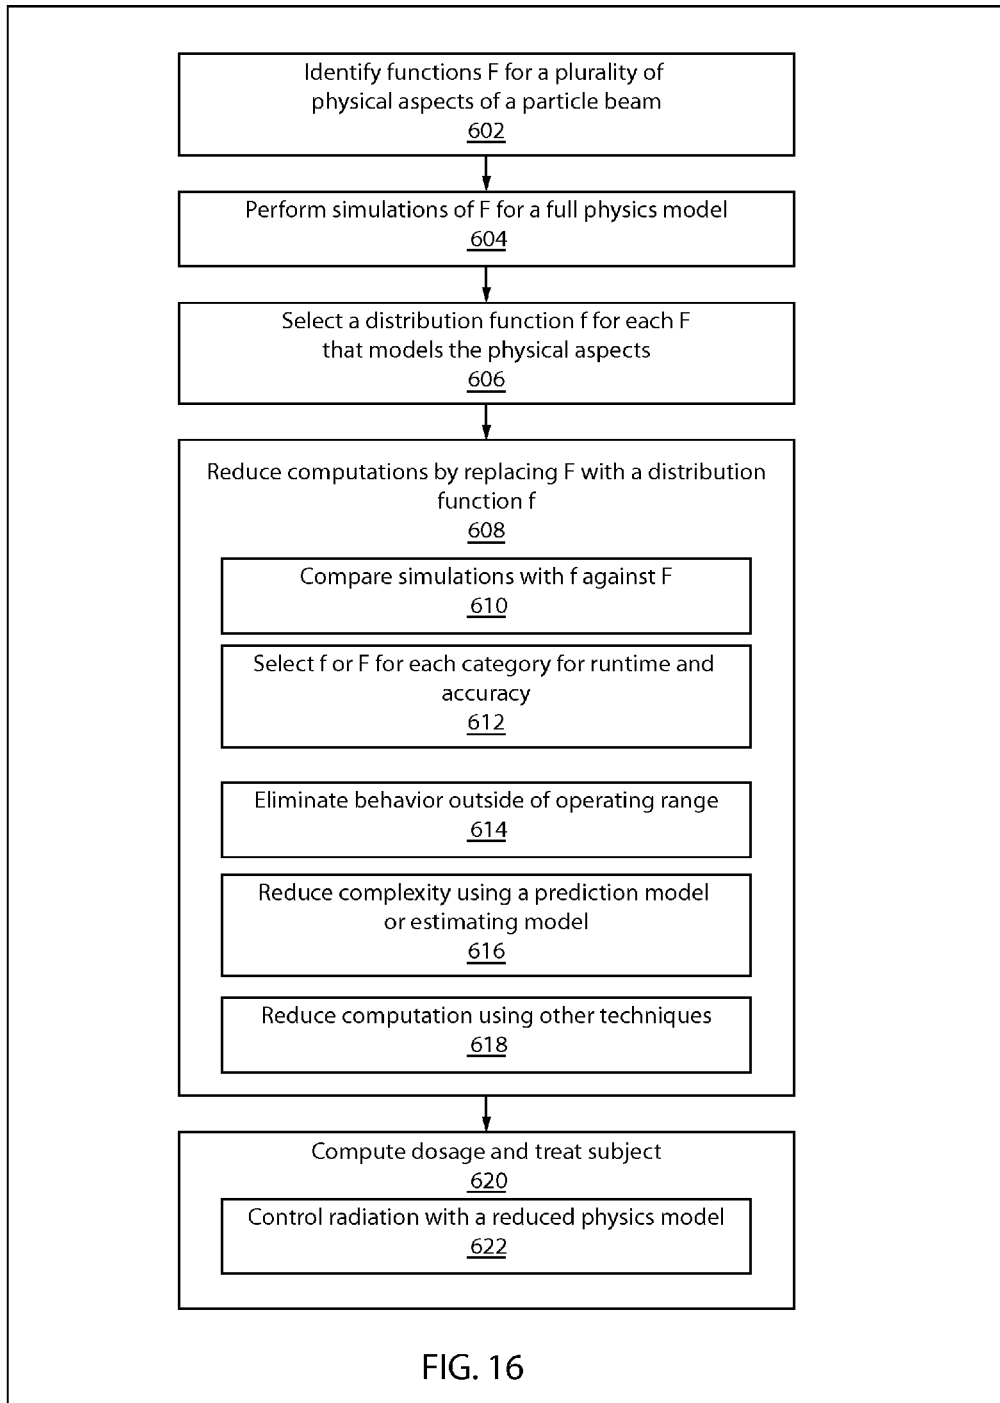 Identify functions F for a plurality of
physical aspects of a particle beam
602
Perform simulations of F for a full physics model
604
Select a distribution function f for each F
that models the physical aspects
606
Reduce computations by replacing F with a distribution
function f
608
Compare simulations with f against F
610
Select f or F for each category for runtime and
accuracy
612
Eliminate behavior outside of operating range
614
Reduce complexity using a prediction model
or estimating model
616
Reduce computation using other techniques
618
Compute dosage and treat subject
620
Control radiation with a reduced physics model
622
FIG. 16